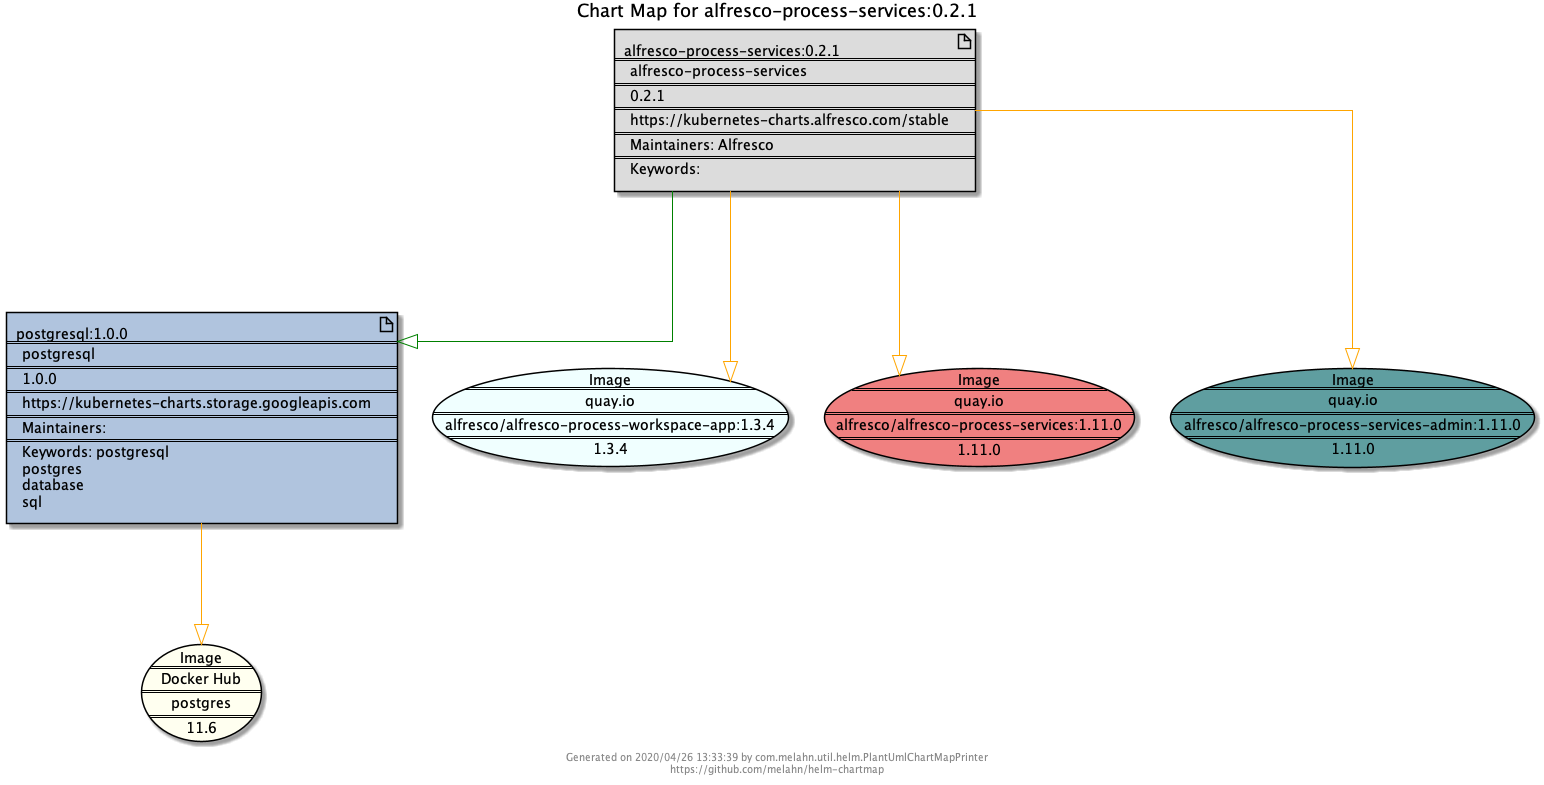 Chart Map for alfresco-process-services:0.2.1
alfresco-process-services:0.2.1
alfresco-process-services
0.2.1
https://kubernetes-charts.alfresco.com/stable
Maintainers: Alfresco
Keywords:
postgresql:1.0.0
postgresql
1.0.0
https://kubernetes-charts.storage.googleapis.com
Maintainers:
Keywords: postgresql
postgres
database
sql
Image
quay.io
alfresco/alfresco-process-workspace-app:1.3.4
1.3.4
Image
quay.io
alfresco/alfresco-process-services:1.11.0
1.11.0
Image
quay.io
alfresco/alfresco-process-services-admin:1.11.0
1.11.0
Image
Docker Hub
postgres
11.6
Generated on 2020/04/26 13:33:39 by com.melahn.util.helm.PlantUmlChartMapPrinter
https://github.com/melahn/helm-chartmap